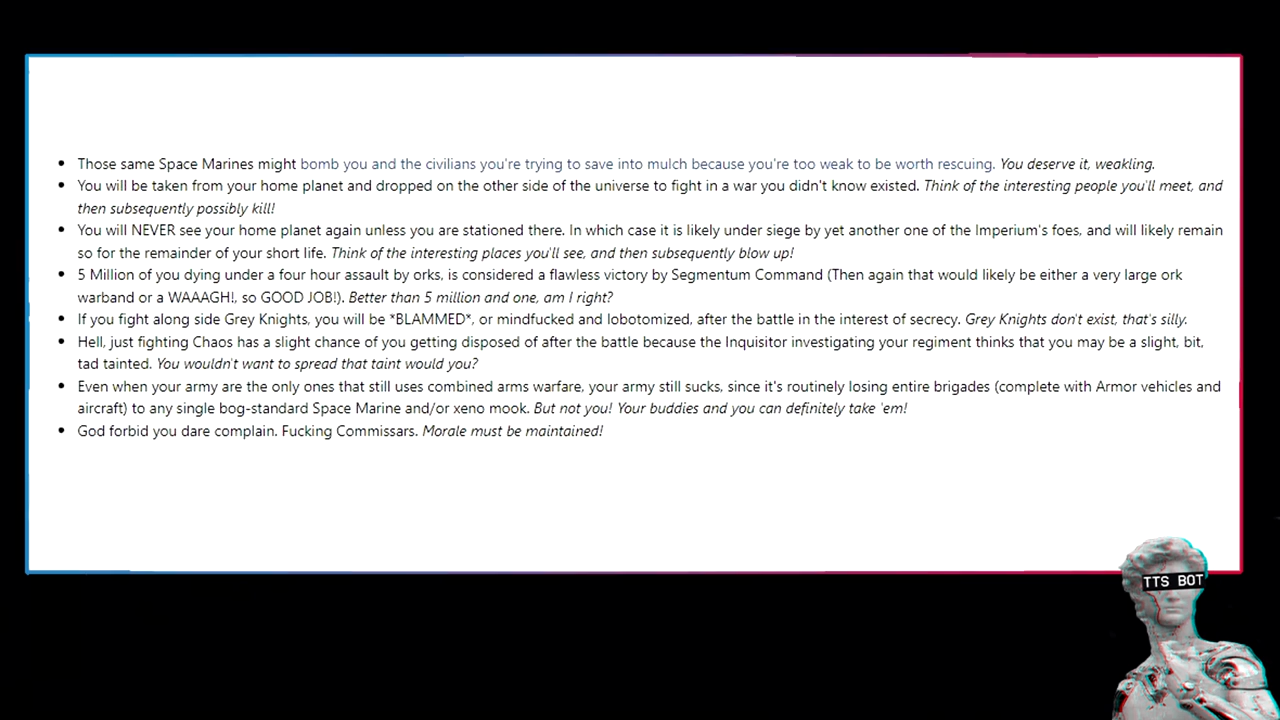 Those same Space Marines might bomb you and the civilians you're trying to save into mulch because you're too weak to be worth rescuing. You deserve it, weakling.
You will be taken from your home planet and dropped on the other side of the universe to fight in a war you didn't know existed. Think of the interesting people you'll meet, and
then subsequently possibly kill!
You will NEVER see your home planet again unless you are stationed there. In which case it is likely under siege by yet another one of the Imperium's foes, and will likely remain
so for the remainder of your short life. Think of the interesting places you'll see, and then subsequently blow up!
5 Million of you dying under a four hour assault by orks, is considered a flawless victory by Segmentum Command (Then again that would likely be either a very large ork
warband or a WAAAGH!, so GOOD JOB!). Better than 5 million and one, am I right?
If you fight along side Grey Knights, you will be *BLAMMED*, or mindfucked and lobotomized, after the battle in the interest of secrecy. Grey Knights don't exist, that's silly.
Hell, just fighting Chaos has a slight chance of you getting disposed of after the battle because the Inquisitor investigating your regiment thinks that you may be a slight, bit,
tad tainted. You wouldn't want to spread that taint would you?
Even when your army are the only ones that still uses combined arms warfare, your army still sucks, since it's routinely losing entire brigades (complete with Armor vehicles and
aircraft) to any single bog-standard Space Marine and/or xeno mook. But not you! Your buddies and you can definitely take 'em!
God forbid you dare complain. Fucking Commissars. Morale must be maintained!
TTS BOT